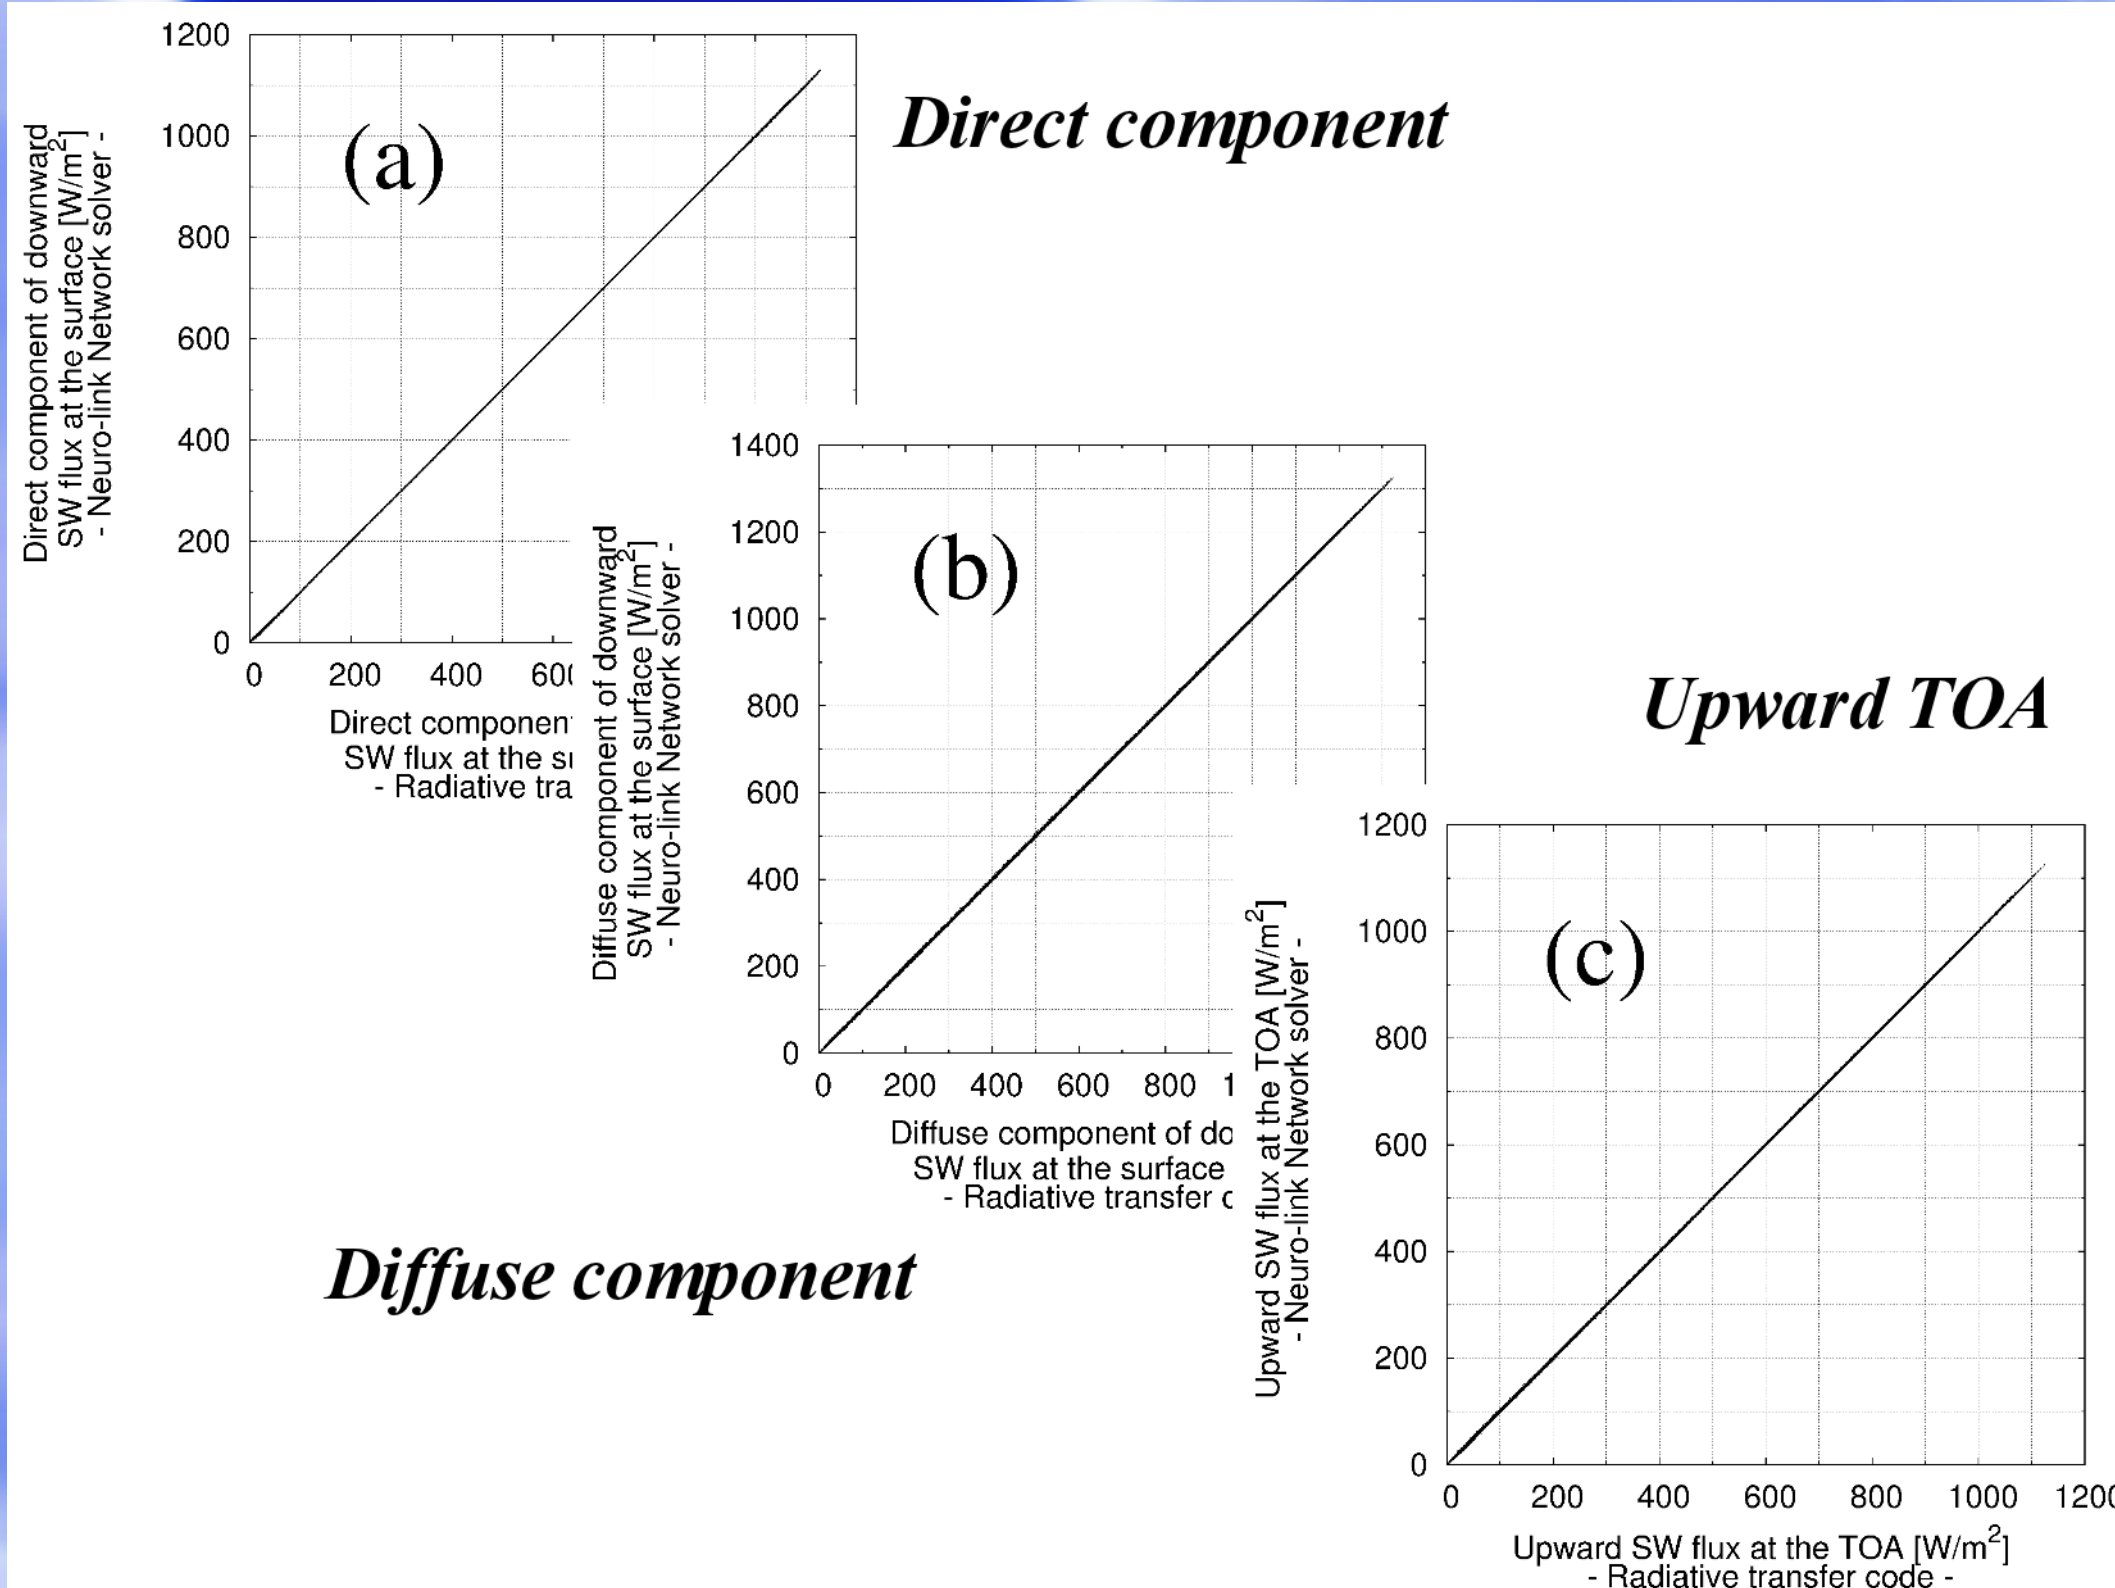 Direct component
(a)
1200
1000
800
600
400
200
0
0 200 400
Direct component of downward
SW flux at the surface [W/m2]
- Neuro-link Network solver -
Direct
SW flux at the
- Radiative
(b)
1400
1200
1000
800
600
400
200
0
0 200 400 600 800
Diffuse component of downward
SW flux at the surface [W/m2]
- Neuro-link Network solver -
Diffuse component of
SW flux at the surface
- Radiative transfer
Diffuse component
Upward TOA
(c)
1200
1000
800
600
400
200
0
0 200 400 600 800 1000
Upward SW flux at the TOA [W/m2]
- Neuro-link Network solver -
Upward SW flux at the TOA [W/m2]
- Radiative transfer code -